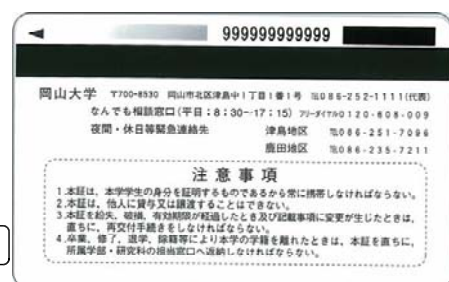 999999999999
岡山大学 〒700-8530 岡山市北区津島中1丁目1番1号 ℡086-252-1111(代表)
なんでも相談窓口(平日:8:30~17:15) フリーダイヤル0120-608-009
夜間・休日等緊急連絡先 津島地区 ℡086-251-7096
鹿田地区 ℡086-235-7211
注意事項
1.本証は、本学学生の身分を証明するものであるから常に携帯しなければならない。
2.本証は、他人に貸与又は譲渡することはできない。
3.本証を紛失、破損、有効期限が経過したとき及び記載事項に変更が生じたときは、
直ちに、再交付手続きをしなければならない。
4.卒業、修了、退学、除籍等により本学の学籍を離れたときは、本証を直ちに、
所属学部・研究科の担当窓口へ返納しなければならない。